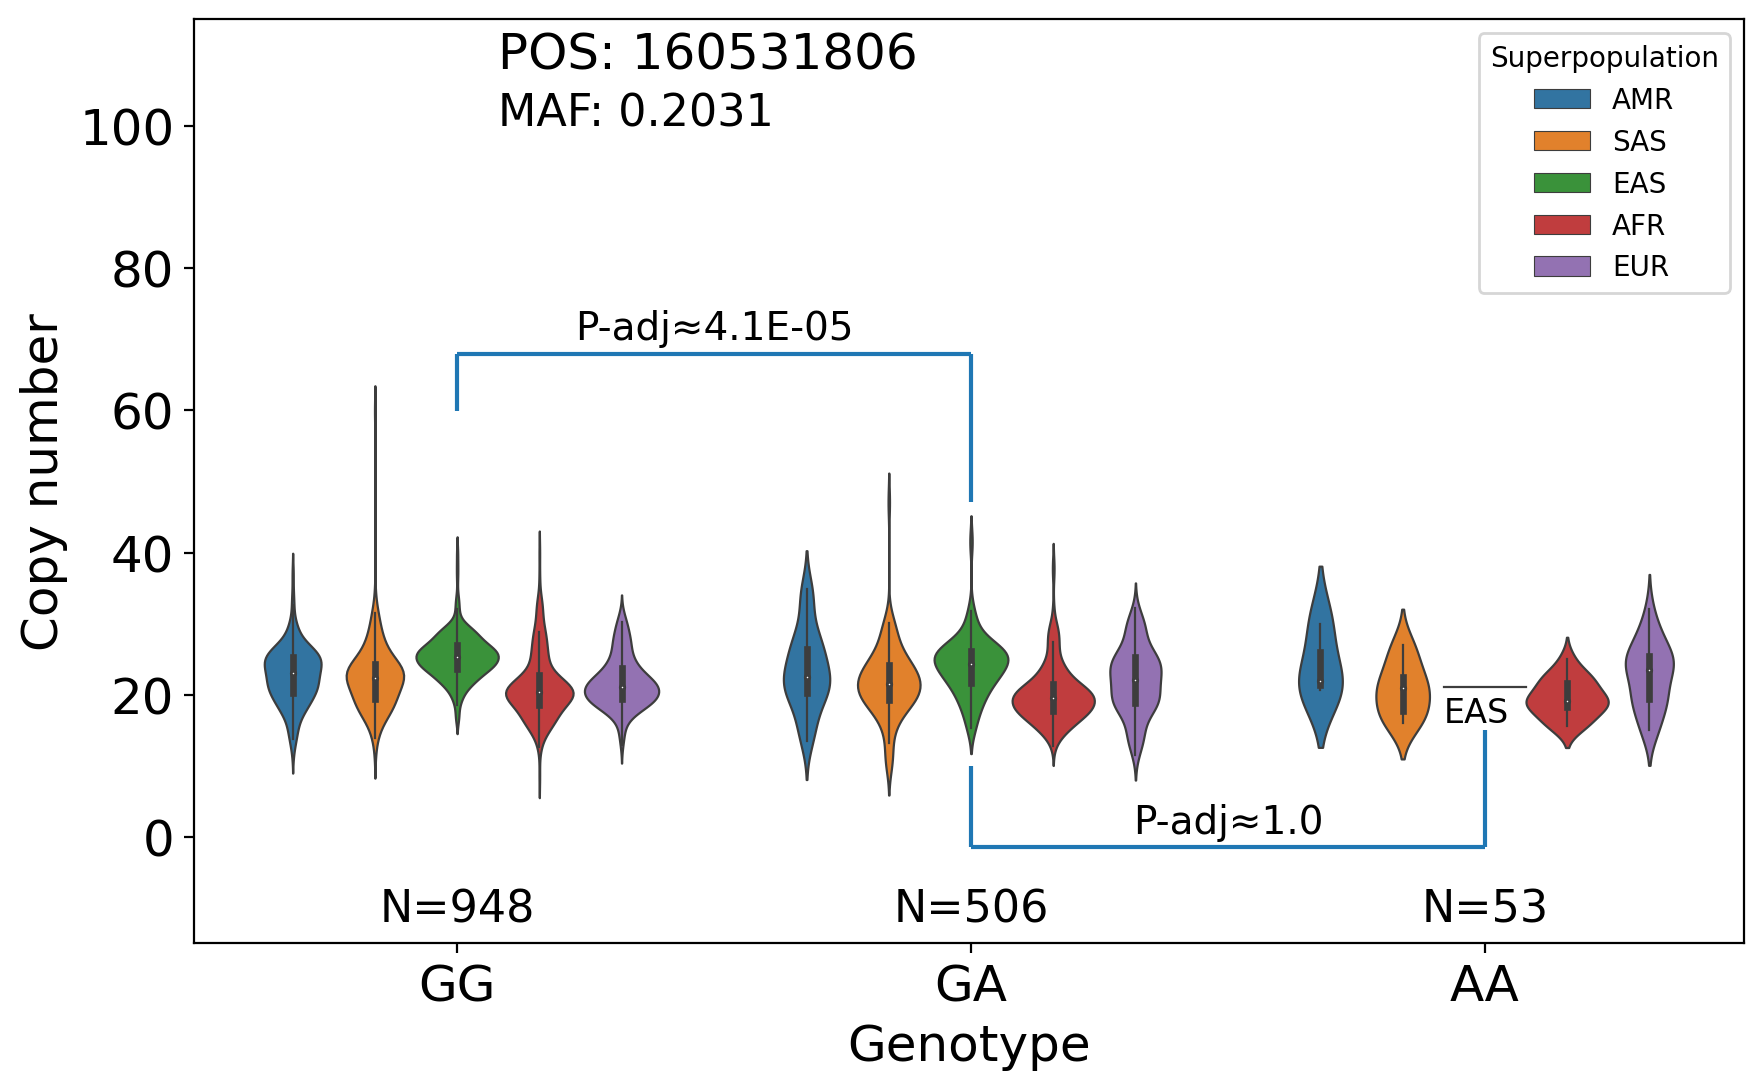 POS: 160531806
MAF: 0.2031
Superpopulation
AMR
SAS
EAS
AFR
EUR
Copy number
100
80
60
40
20
0
P-adj≈4.1E-05
EAS
P-adj≈1.0
N=948
N=506
N=53
GG
GA
AA
Genotype